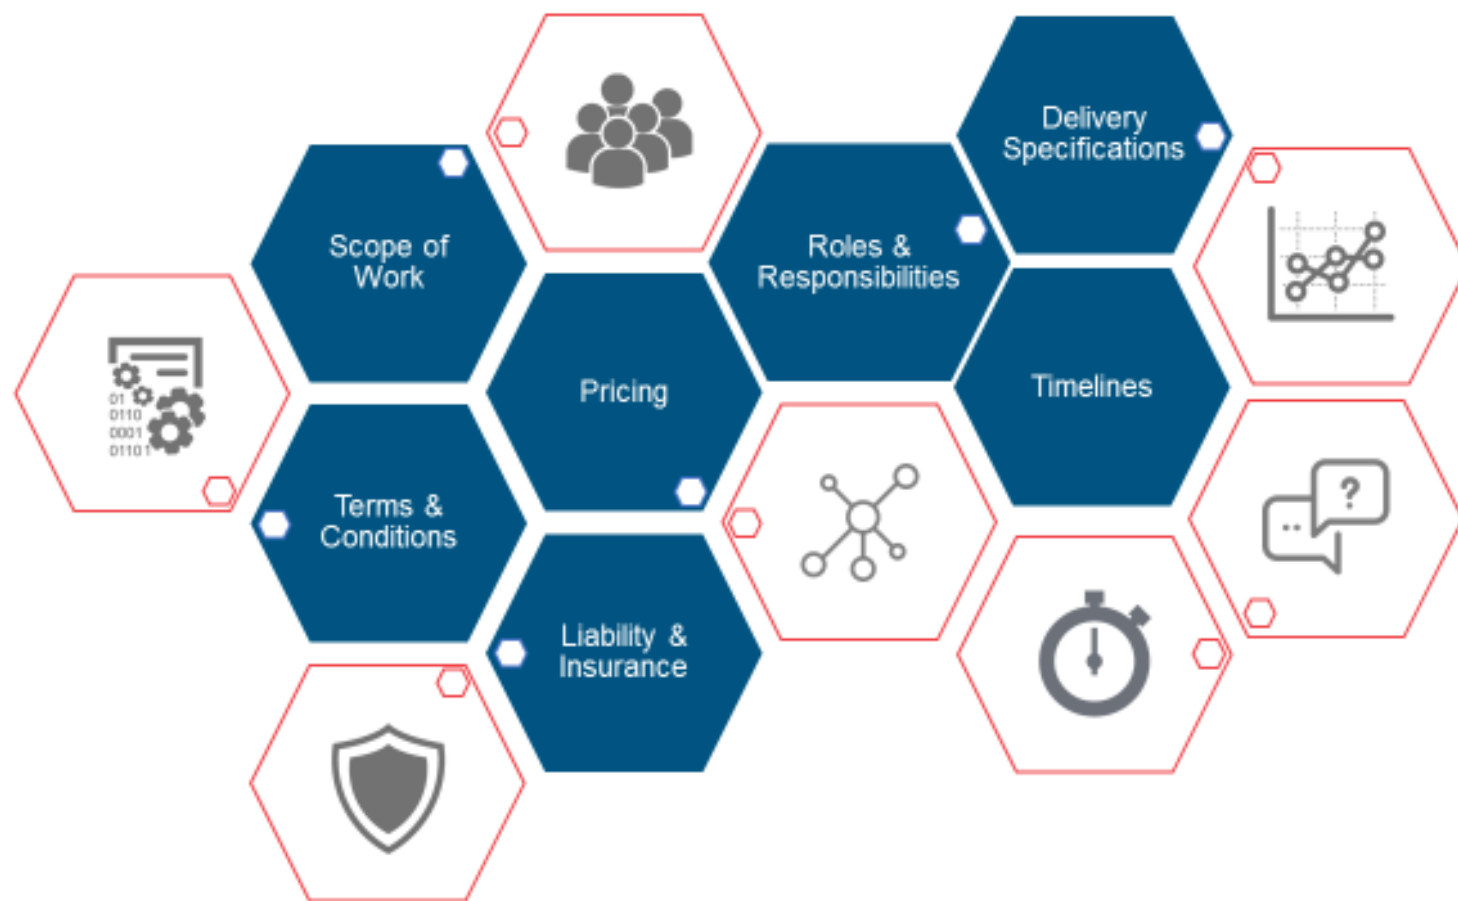 Delivery
Specifications
Scope of
Work
Roles &
Responsibilities
01
0110
0001
01101
Pricing
Timelines
Terms &
Conditions
?
Liability &
Insurance